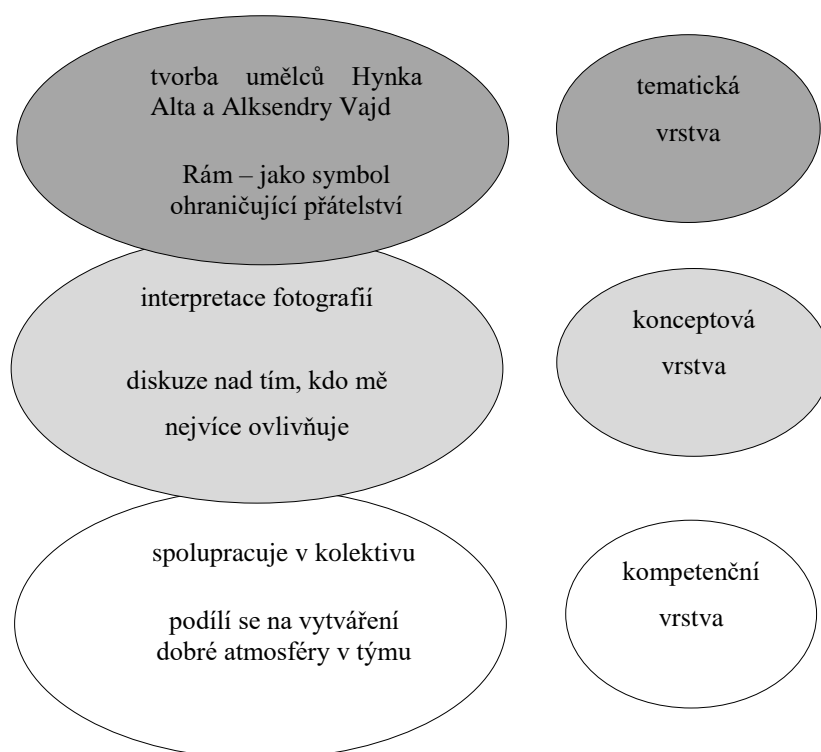 tvorba umělců Hynka
Alta a Alksendry Vajd
Rám – jako symbol
ohraničující přátelství
tematická
vrstva
interpretace fotografií
diskuze nad tím, kdo mě
nejvíce ovlivňuje
konceptová
vrstva
spolupracuje v kolektivu
podílí se na vytváření
dobré atmosféry v týmu
kompetenční
vrstva